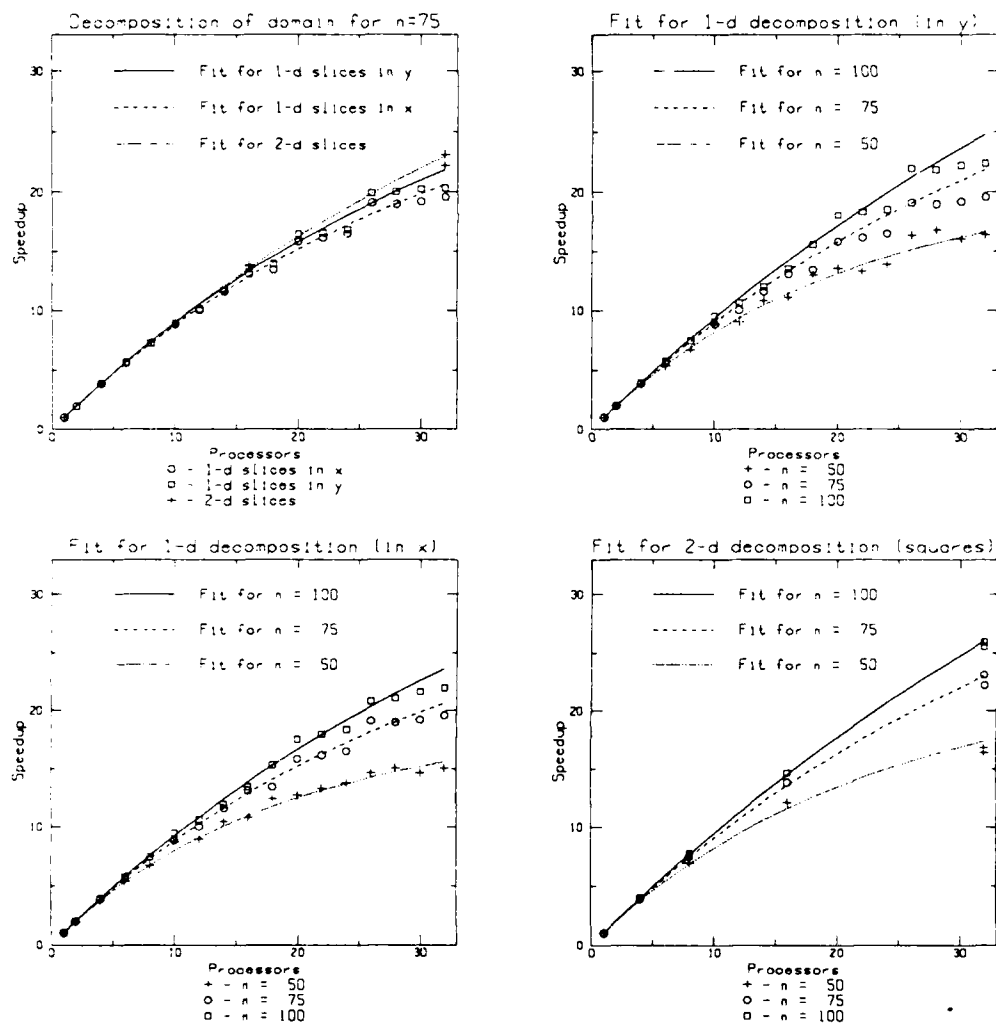 Decomposition of domain for n=75
30
20
10
0
Speedup
Fit for 1-d slices in y
Fit for 1-d slices in x
Fit for 2-d slices
0 10 20 30
Processors
o - 1-d slices in x
□ - 1-d slices in y
+ - 2-d slices
Fit for 1-d decomposition (in y)
30
20
10
0
Speedup
Fit for n = 100
Fit for n = 75
Fit for n = 50
0 10 20 30
Processors
+ - n = 50
o - n = 75
□ - n = 100
Fit for 1-d decomposition (in x)
30
20
10
0
Speedup
Fit for n = 100
Fit for n = 75
Fit for n = 50
0 10 20 30
Processors
+ - n = 50
o - n = 75
□ - n = 100
Fit for 2-d decomposition (squares)
30
20
10
0
Speedup
Fit for n = 100
Fit for n = 75
Fit for n = 50
0 10 20 30
Processors
+ - n = 50
o - n = 75
□ - n = 100